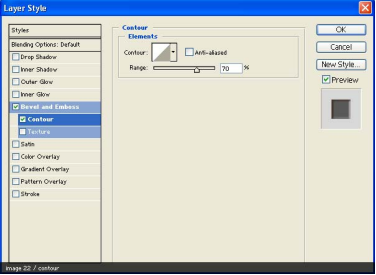 Layer Style
Styles
Blending Options: Default
Drop Shadow
Inner Shadow
Outer Glow
Inner Glow
Bevel and Emboss
Contour
Texture
Satin
Color Overlay
Gradient Overlay
Pattern Overlay
Stroke
Contour
Elements
Contour:
Anti-aliased
Range: 70 %
OK
Cancel
New Style...
Preview
image 22 / contour